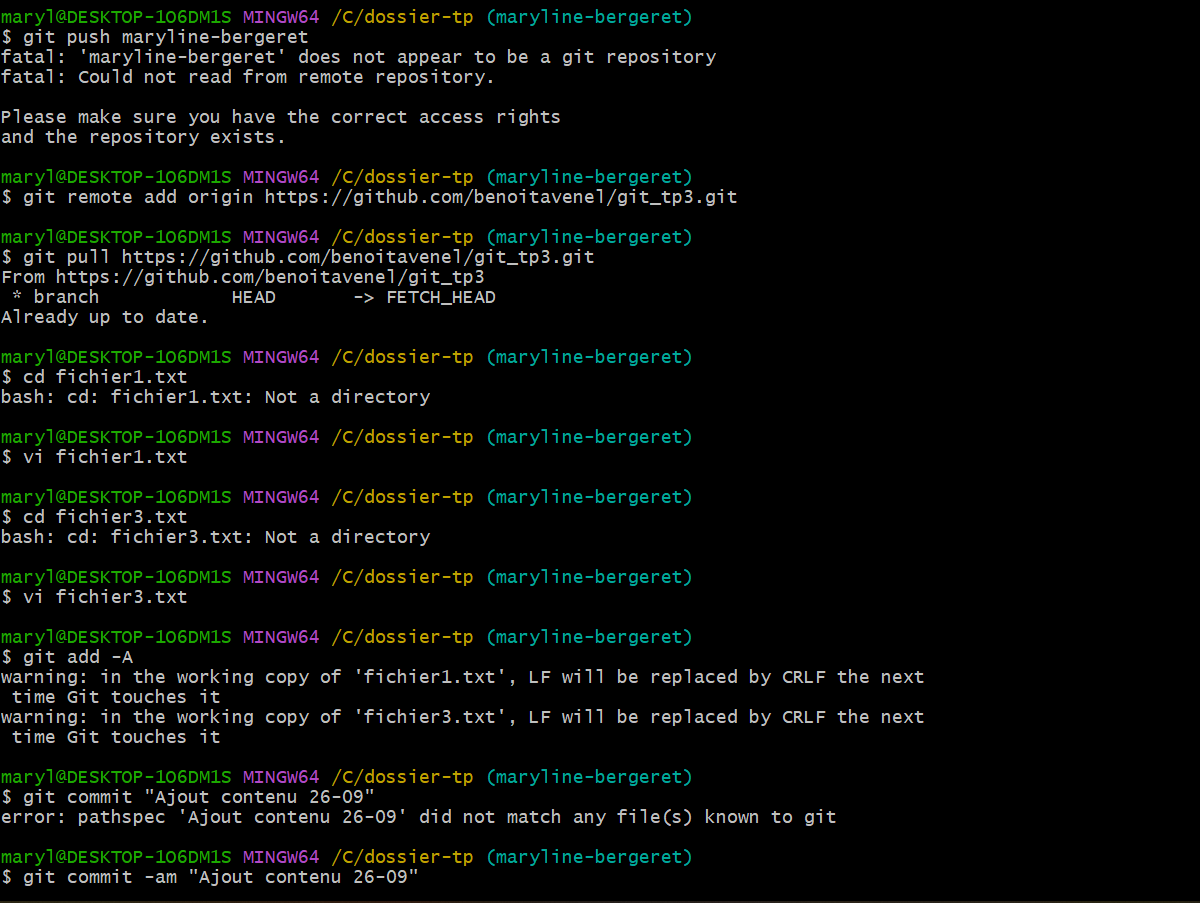 maryl@DESKTOP-1O6DM1S MINGW64 /C/dossier-tp (maryline-bergeret)
$ git push maryline-bergeret
fatal: 'maryline-bergeret' does not appear to be a git repository
fatal: Could not read from remote repository.

Please make sure you have the correct access rights
and the repository exists.

maryl@DESKTOP-1O6DM1S MINGW64 /C/dossier-tp (maryline-bergeret)
$ git remote add origin https://github.com/benoitavenel/git_tp3.git

maryl@DESKTOP-1O6DM1S MINGW64 /C/dossier-tp (maryline-bergeret)
$ git pull https://github.com/benoitavenel/git_tp3.git
From https://github.com/benoitavenel/git_tp3
 * branch            HEAD       -> FETCH_HEAD
Already up to date.

maryl@DESKTOP-1O6DM1S MINGW64 /C/dossier-tp (maryline-bergeret)
$ cd fichier1.txt
bash: cd: fichier1.txt: Not a directory

maryl@DESKTOP-1O6DM1S MINGW64 /C/dossier-tp (maryline-bergeret)
$ vi fichier1.txt

maryl@DESKTOP-1O6DM1S MINGW64 /C/dossier-tp (maryline-bergeret)
$ cd fichier3.txt
bash: cd: fichier3.txt: Not a directory

maryl@DESKTOP-1O6DM1S MINGW64 /C/dossier-tp (maryline-bergeret)
$ vi fichier3.txt

maryl@DESKTOP-1O6DM1S MINGW64 /C/dossier-tp (maryline-bergeret)
$ git add -A
warning: in the working copy of 'fichier1.txt', LF will be replaced by CRLF the next
 time Git touches it
warning: in the working copy of 'fichier3.txt', LF will be replaced by CRLF the next
 time Git touches it

maryl@DESKTOP-1O6DM1S MINGW64 /C/dossier-tp (maryline-bergeret)
$ git commit "Ajout contenu 26-09"
error: pathspec 'Ajout contenu 26-09' did not match any file(s) known to git

maryl@DESKTOP-1O6DM1S MINGW64 /C/dossier-tp (maryline-bergeret)
$ git commit -am "Ajout contenu 26-09"